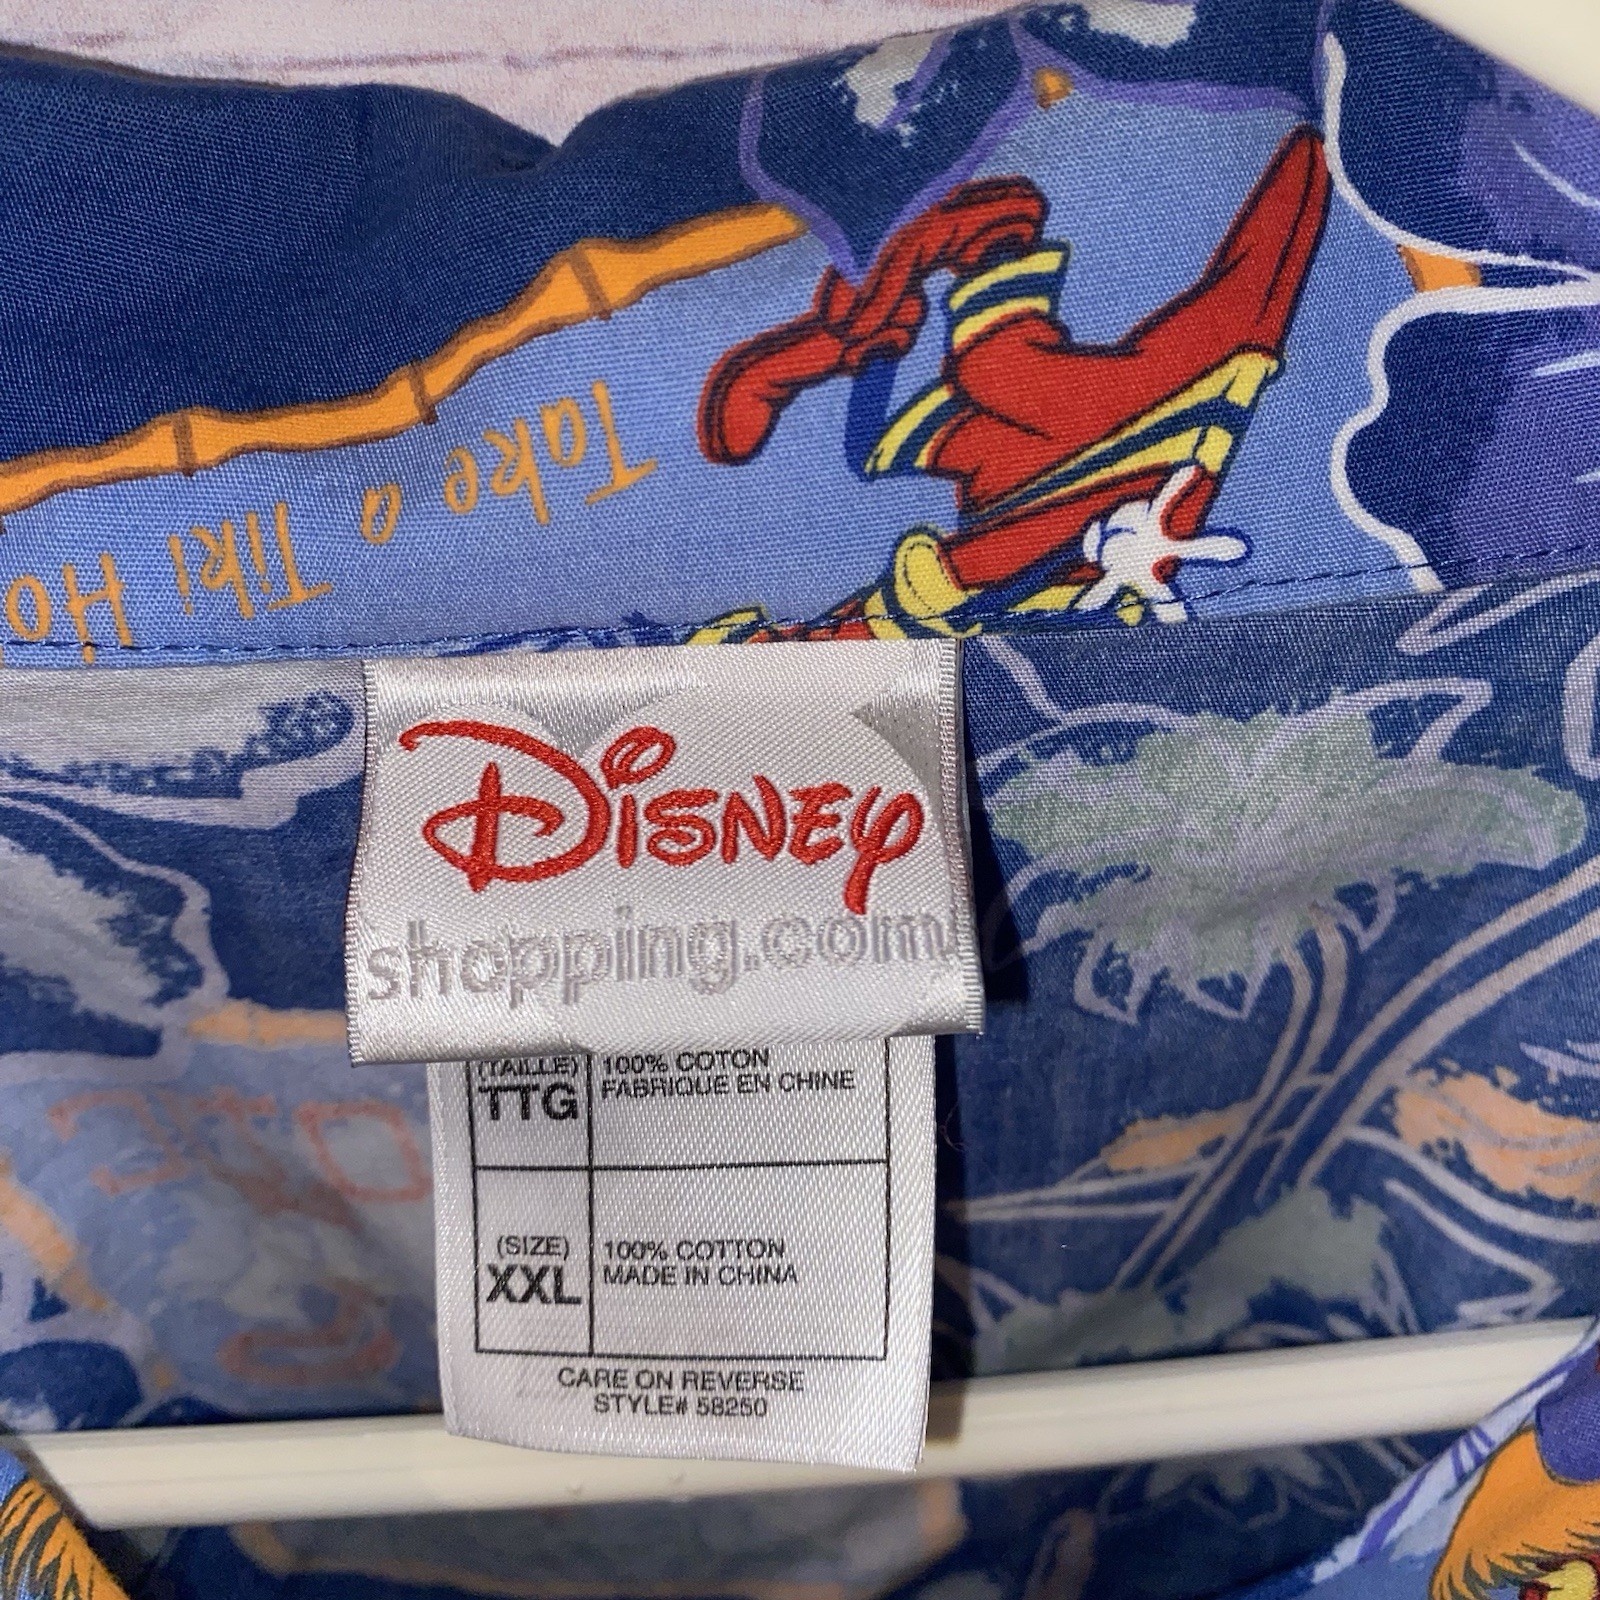 Take a Tiki Ho
Disney
shopping.com
(TAILLE)
TTG
100% COTON
FABRIQUE EN CHINE
(SIZE)
XXL
100% COTTON
MADE IN CHINA
CARE ON REVERSE
STYLE# 58250